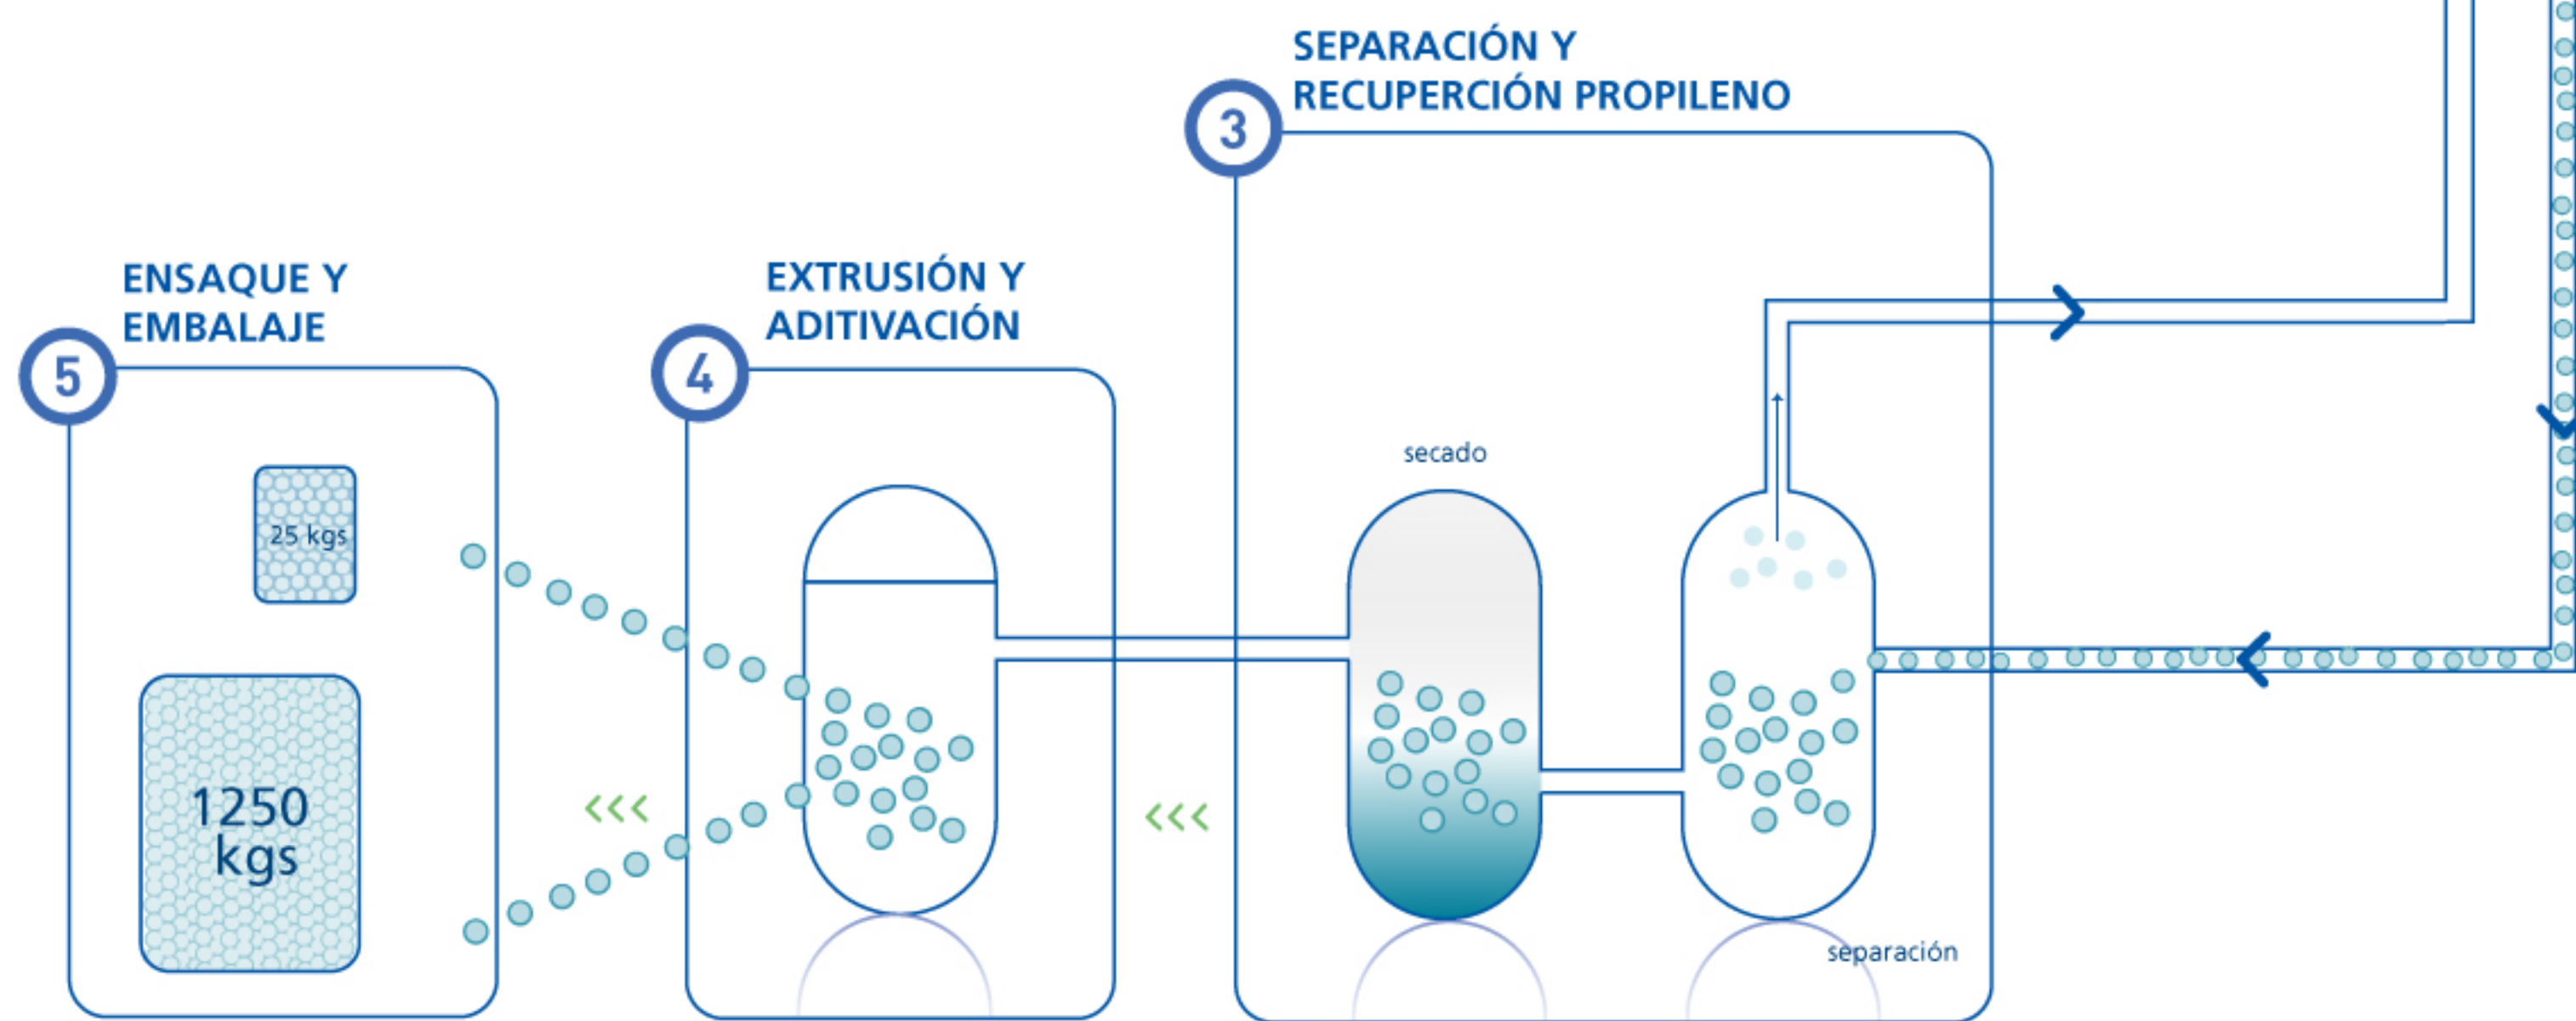 3
SEPARACIÓN Y
RECUPERCIÓN PROPILENO
secado
separación
4
EXTRUSIÓN Y
ADITIVACIÓN
5
ENSAQUE Y
EMBALAJE
25 kgs
1250
kgs